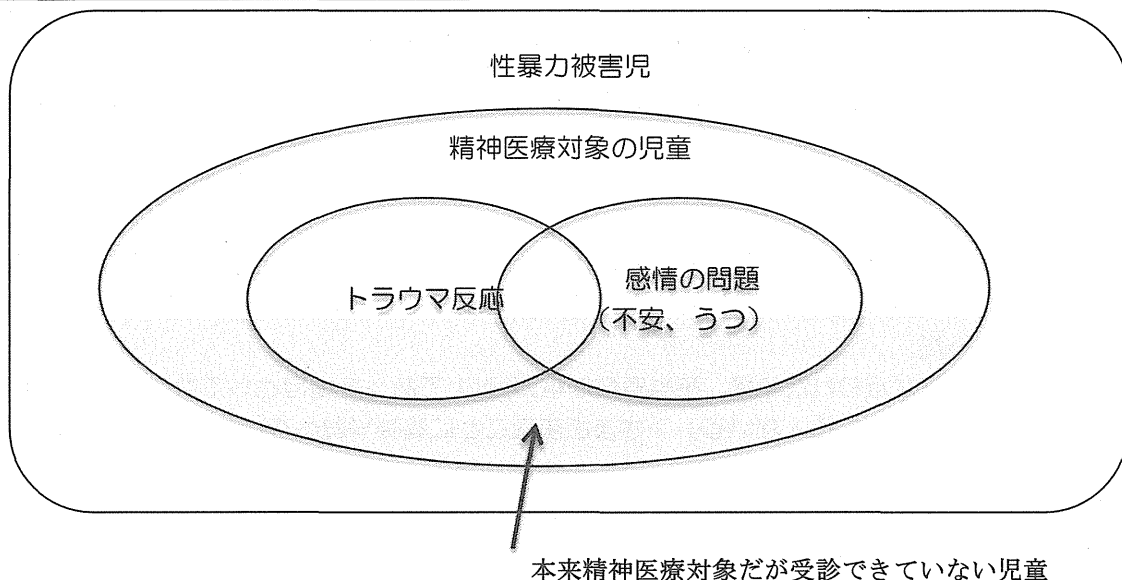 性暴力被害児
精神医療対象の児童
トラウマ反応
感情の問題
（不安、うつ）
本来精神医療対象だが受診できていない児童